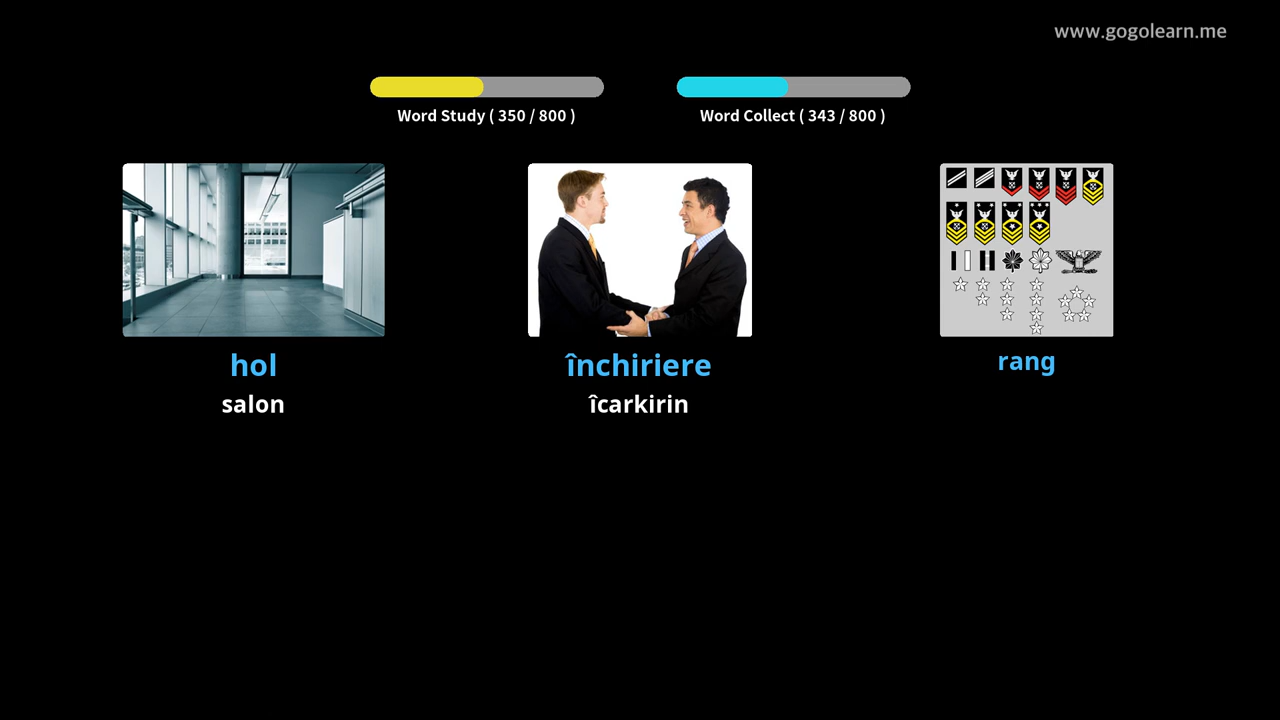 www.gogolearn.me
Word Study ( 350 / 800 )
Word Collect ( 343 / 800 )
hol
salon
închiriere
îcarkirin
rang